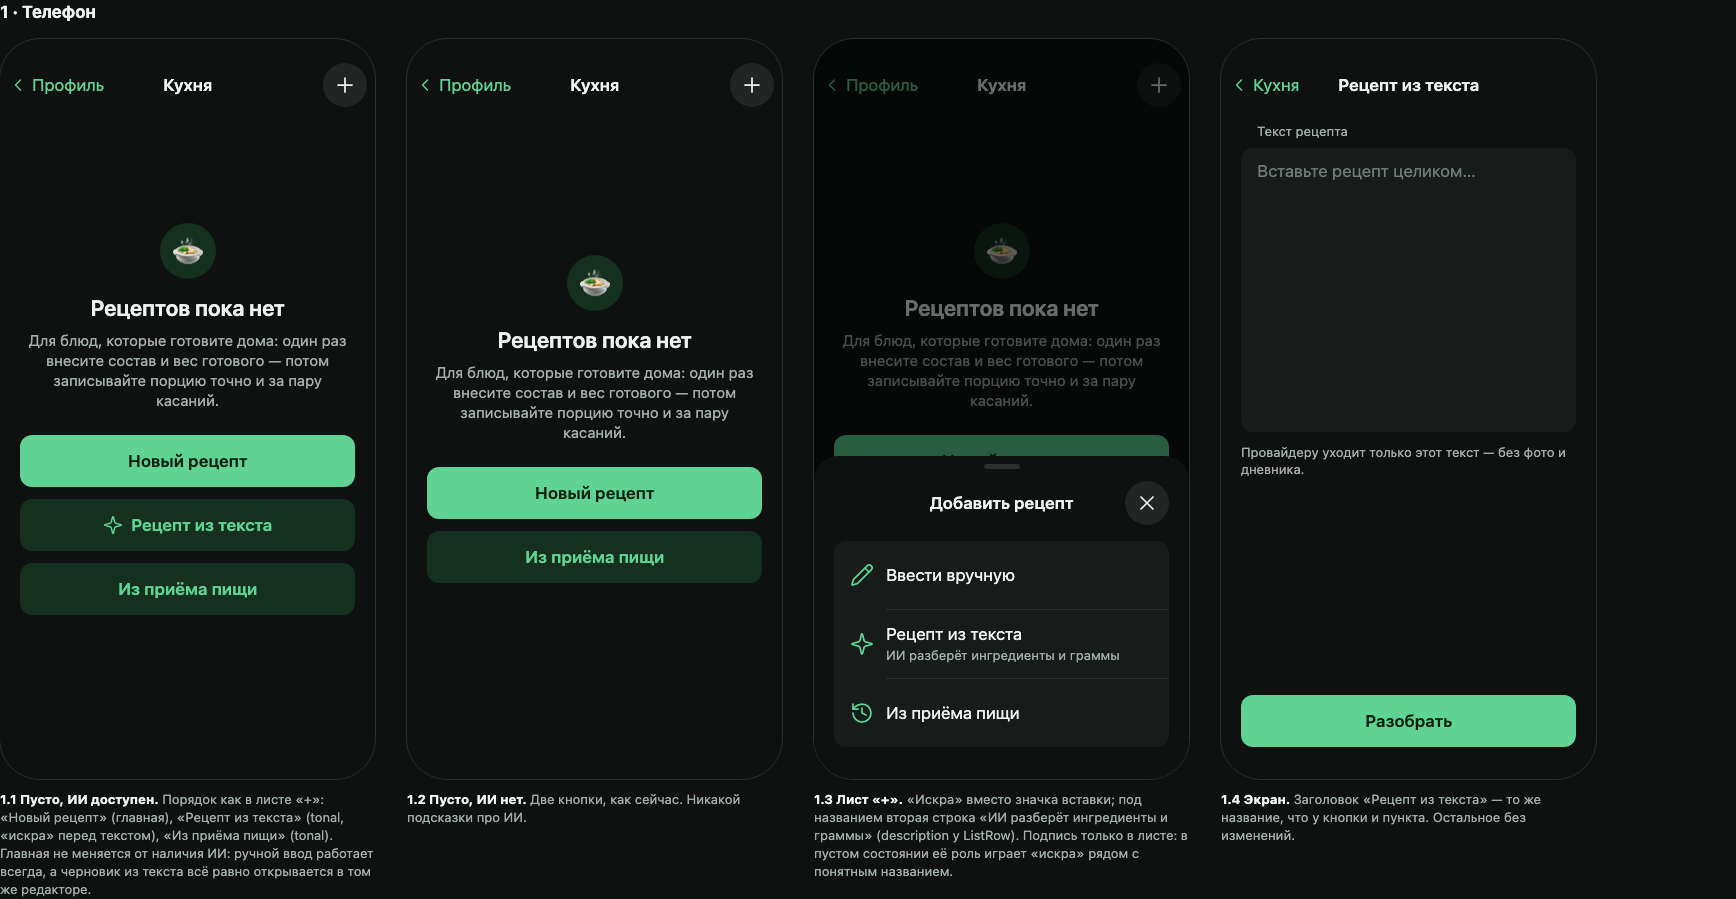 1 · Телефон
Профиль
Кухня
Рецептов пока нет
Для блюд, которые готовите дома: один раз
внесите состав и вес готового — потом
записывайте порцию точно и за пару
касаний.
Новый рецепт
Рецепт из текста
Из приёма пищи
1.1 Пусто, ИИ доступен. Порядок как в листе «+»:
«Новый рецепт» (главная), «Рецепт из текста» (tonal,
«искра» перед текстом), «Из приёма пищи» (tonal).
Главная не меняется от наличия ИИ: ручной ввод работает
всегда, а черновик из текста всё равно открывается в том
же редакторе.
Профиль
Кухня
Рецептов пока нет
Для блюд, которые готовите дома: один раз
внесите состав и вес готового — потом
записывайте порцию точно и за пару
касаний.
Новый рецепт
Из приёма пищи
1.2 Пусто, ИИ нет. Две кнопки, как сейчас. Никакой
подсказки про ИИ.
Профиль
Кухня
Рецептов пока нет
Для блюд, которые готовите дома: один раз
внесите состав и вес готового — потом
записывайте порцию точно и за пару
касаний.
Добавить рецепт
Ввести вручную
Рецепт из текста
ИИ разберёт ингредиенты и граммы
Из приёма пищи
1.3 Лист «+». «Искра» вместо значка вставки; под
названием вторая строка «ИИ разберёт ингредиенты и
граммы» (description у ListRow). Подпись только в листе: в
пустом состоянии её роль играет «искра» рядом с
понятным названием.
Кухня
Рецепт из текста
Текст рецепта
Вставьте рецепт целиком...
Провайдеру уходит только этот текст — без фото и
дневника.
Разобрать
1.4 Экран. Заголовок «Рецепт из текста» — то же
название, что у кнопки и пункта. Остальное без
изменений.